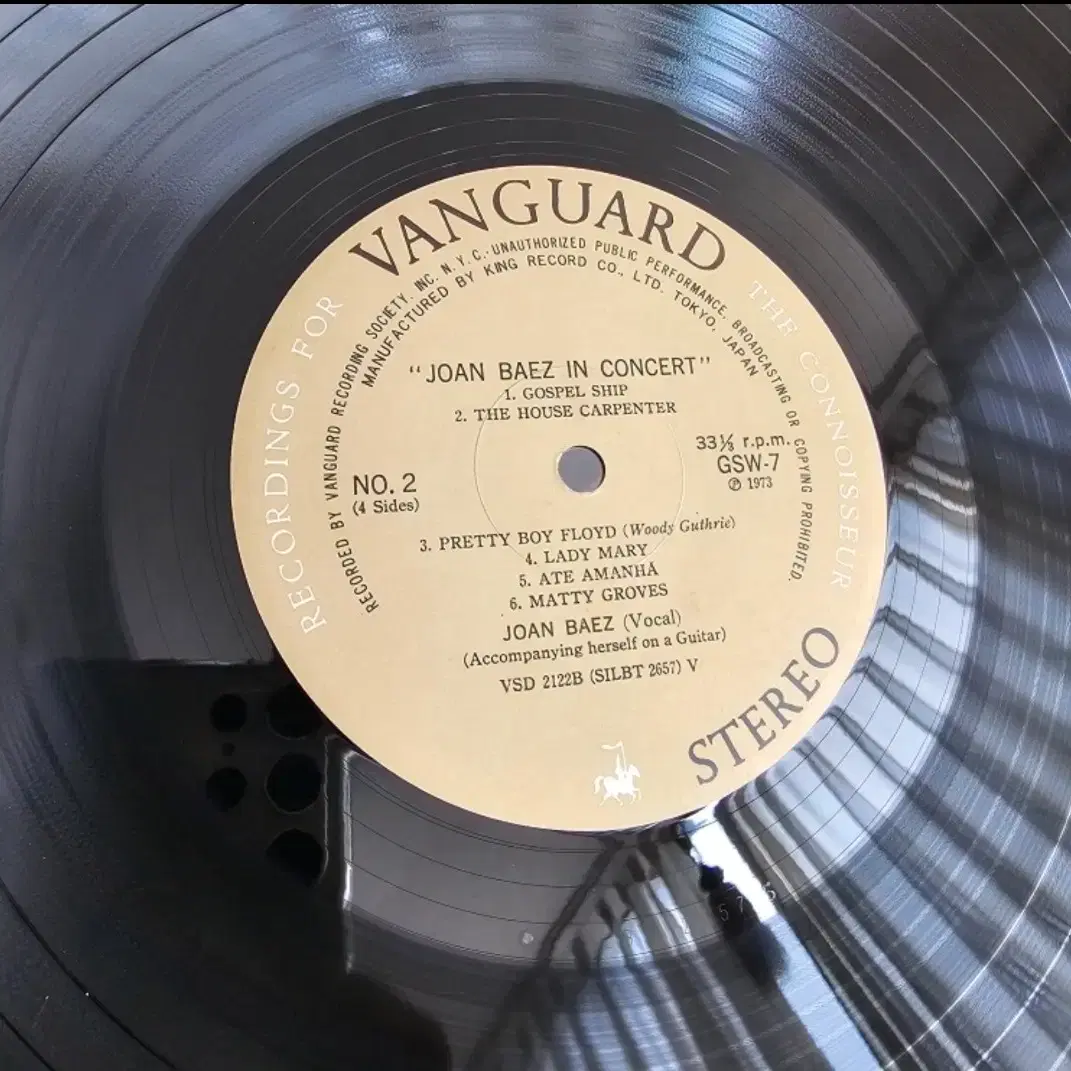 VANGUARD
RECORDINGS FOR THE CONNOISSEUR
RECORDED BY VANGUARD RECORDING SOCIETY, INC. N.Y.C.·UNAUTHORIZED PUBLIC PERFORMANCE, BROADCASTING OR COPYING PROHIBITED.
MANUFACTURED BY KING RECORD CO., LTD. TOKYO, JAPAN
"JOAN BAEZ IN CONCERT"
1. GOSPEL SHIP
2. THE HOUSE CARPENTER
33⅓ r.p.m.
NO. 2
GSW-7
(4 Sides)
Ⓟ 1973
3. PRETTY BOY FLOYD (Woody Guthrie)
4. LADY MARY
5. ATE AMANHÁ
6. MATTY GROVES
JOAN BAEZ (Vocal)
(Accompanying herself on a Guitar)
VSD 2122B (SILBT 2657) V
STEREO